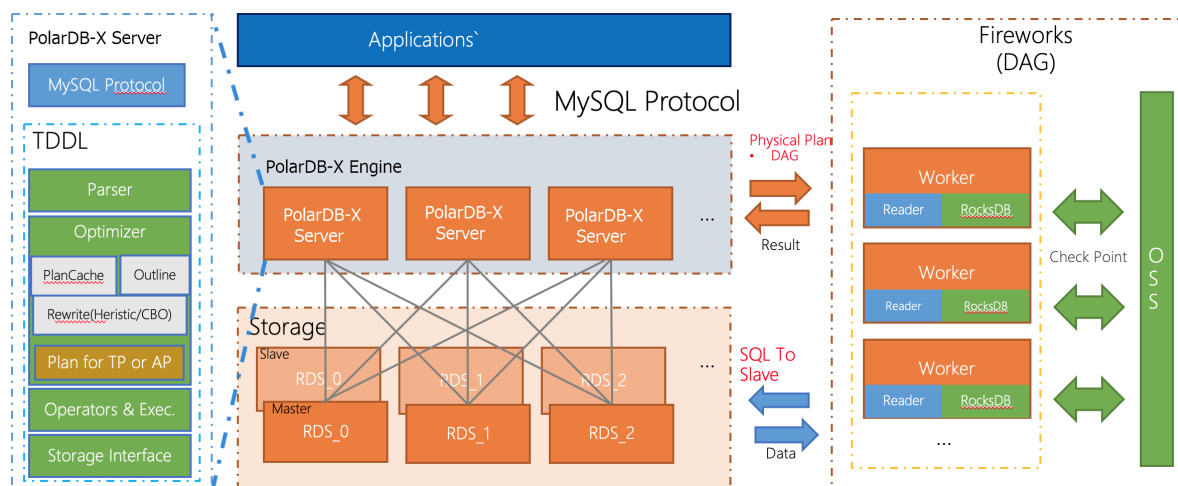 PolarDB-X Server
MySQL Protocol
TDDL
Parser
Optimizer
PlanCache
Outline
Rewrite(Heristic/CBO)
Plan for TP or AP
Operators & Exec.
Storage Interface
Applications`
MySQL Protocol
PolarDB-X Engine
PolarDB-X
Server
PolarDB-X
Server
PolarDB-X
Server
...
Storage
Slave
RDS_0
RDS_1
RDS_2
...
Master
RDS_0
RDS_1
RDS_2
Physical Plan
• DAG
Result
SQL To
Slave
Data
Fireworks
(DAG)
Worker
Reader
RocksDB
Worker
Reader
RocksDB
Worker
Reader
RocksDB
...
Check Point
OSS